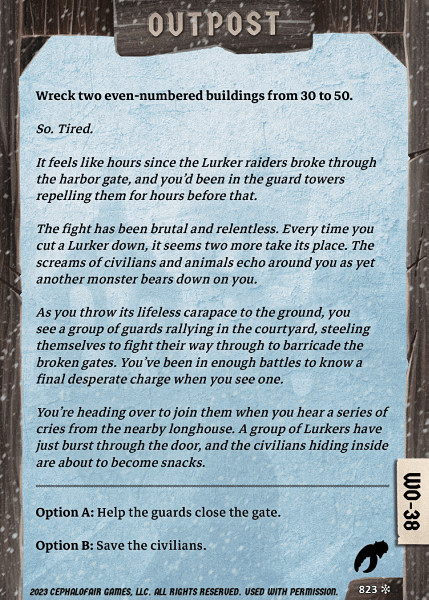 OUTPOST
Wreck two even-numbered buildings from 30 to 50.
So. Tired.
It feels like hours since the Lurker raiders broke through
the harbor gate, and you'd been in the guard towers
repelling them for hours before that.
The fight has been brutal and relentless. Every time you
cut a Lurker down, it seems two more take its place. The
screams of civilians and animals echo around you as yet
another monster bears down on you.
As you throw its lifeless carapace to the ground, you
see a group of guards rallying in the courtyard, steeling
themselves to fight their way through to barricade the
broken gates. You've been in enough battles to know a
final desperate charge when you see one.
You're heading over to join them when you hear a series of
cries from the nearby longhouse. A group of Lurkers have
just burst through the door, and the civilians hiding inside
are about to become snacks.
Option A: Help the guards close the gate.
Option B: Save the civilians.
WO-38
2023 CEPHALOFAIR GAMES, LLC. ALL RIGHTS RESERVED. USED WITH PERMISSION.
823